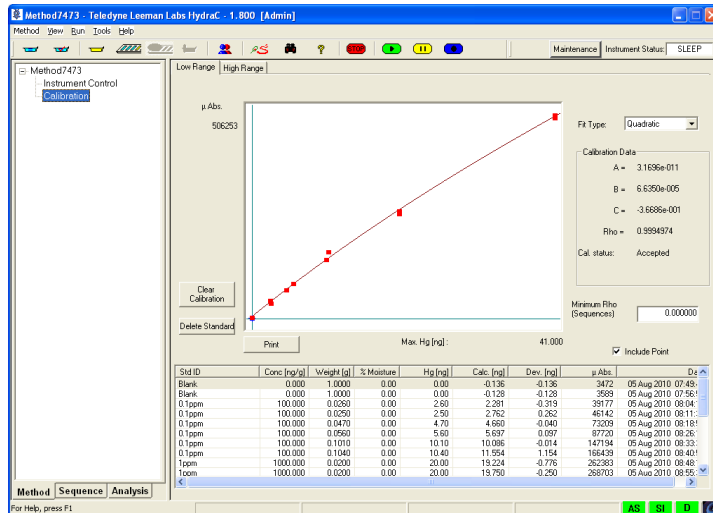 Method7473 - Teledyne Leeman Labs HydraC - 1.800 [Admin]
Method View Run Tools Help
STOP
Maintenance Instrument Status: SLEEP
Method7473
Instrument Control
Calibration
Low Range High Range
µ Abs.
506253
Fit Type: Quadratic
Calibration Data
A = 3.1696e-011
B = 6.6350e-005
C = -3.6686e-001
Rho = 0.9994974
Cal. status: Accepted
Clear
Calibration
Delete Standard
Minimum Rho
(Sequences) 0.000000
Print Max. Hg [ng] : 41.000
Include Point
Std ID Conc [ng/g] Weight [g] % Moisture Hg [ng] Calc. [ng] Dev. [ng] µ Abs. Da
Blank 0.000 1.0000 0.00 0.00 -0.136 -0.136 3472 05 Aug 2010 07:49:
Blank 0.000 1.0000 0.00 0.00 -0.128 -0.128 3589 05 Aug 2010 07:56:
0.1ppm 100.000 0.0260 0.00 2.60 2.281 -0.319 39177 05 Aug 2010 08:04:
0.1ppm 100.000 0.0250 0.00 2.50 2.762 0.262 46142 05 Aug 2010 08:11:
0.1ppm 100.000 0.0470 0.00 4.70 4.660 -0.040 73209 05 Aug 2010 08:18:
0.1ppm 100.000 0.0560 0.00 5.60 5.697 0.097 87720 05 Aug 2010 08:26:
0.1ppm 100.000 0.1010 0.00 10.10 10.086 -0.014 147194 05 Aug 2010 08:33:
0.1ppm 100.000 0.1040 0.00 10.40 11.554 1.154 166439 05 Aug 2010 08:40:
1ppm 1000.000 0.0200 0.00 20.00 19.224 -0.776 262383 05 Aug 2010 08:48:
1ppm 1000.000 0.0200 0.00 20.00 19.750 -0.250 268703 05 Aug 2010 08:55:
Method Sequence Analysis
For Help, press F1 AS SI D